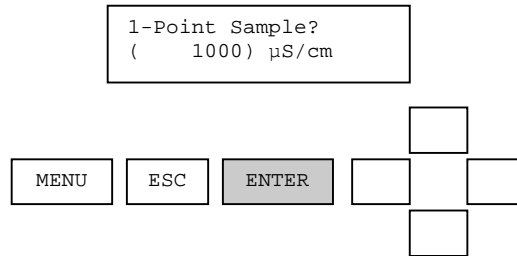 1-Point Sample?
(    1000) µS/cm
MENU ESC ENTER